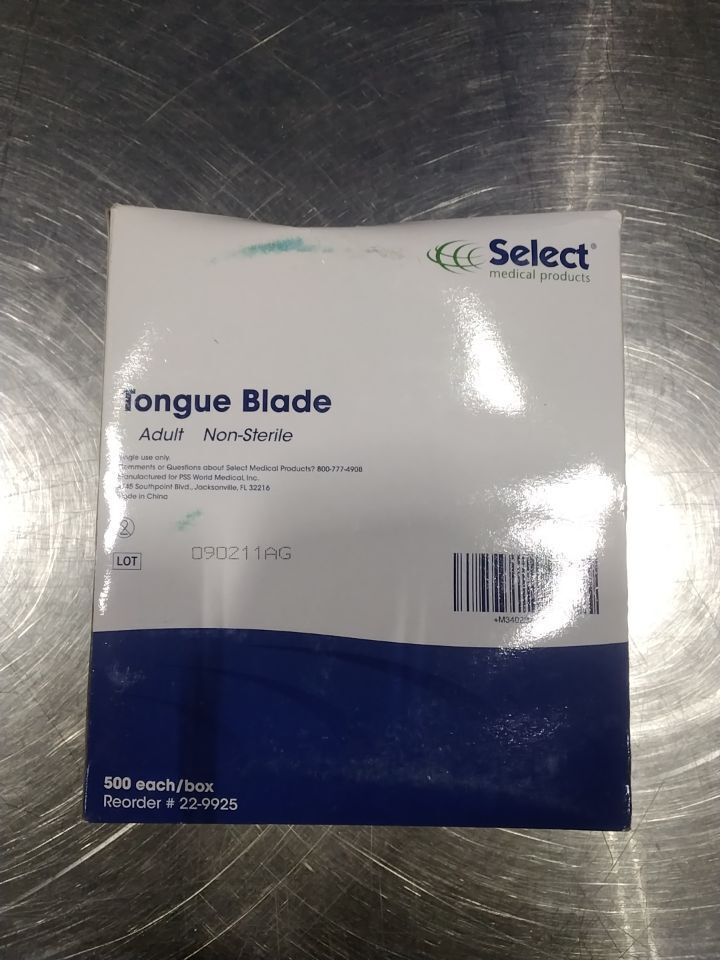 Select®
medical products
Tongue Blade
Adult Non-Sterile
Single use only.
Comments or Questions about Select Medical Products? 800-777-4908
Manufactured for PSS World Medical, Inc.
Southpoint Blvd., Jacksonville, FL 32216
Made in China
2
LOT
090211AG
500 each/box
Reorder # 22-9925